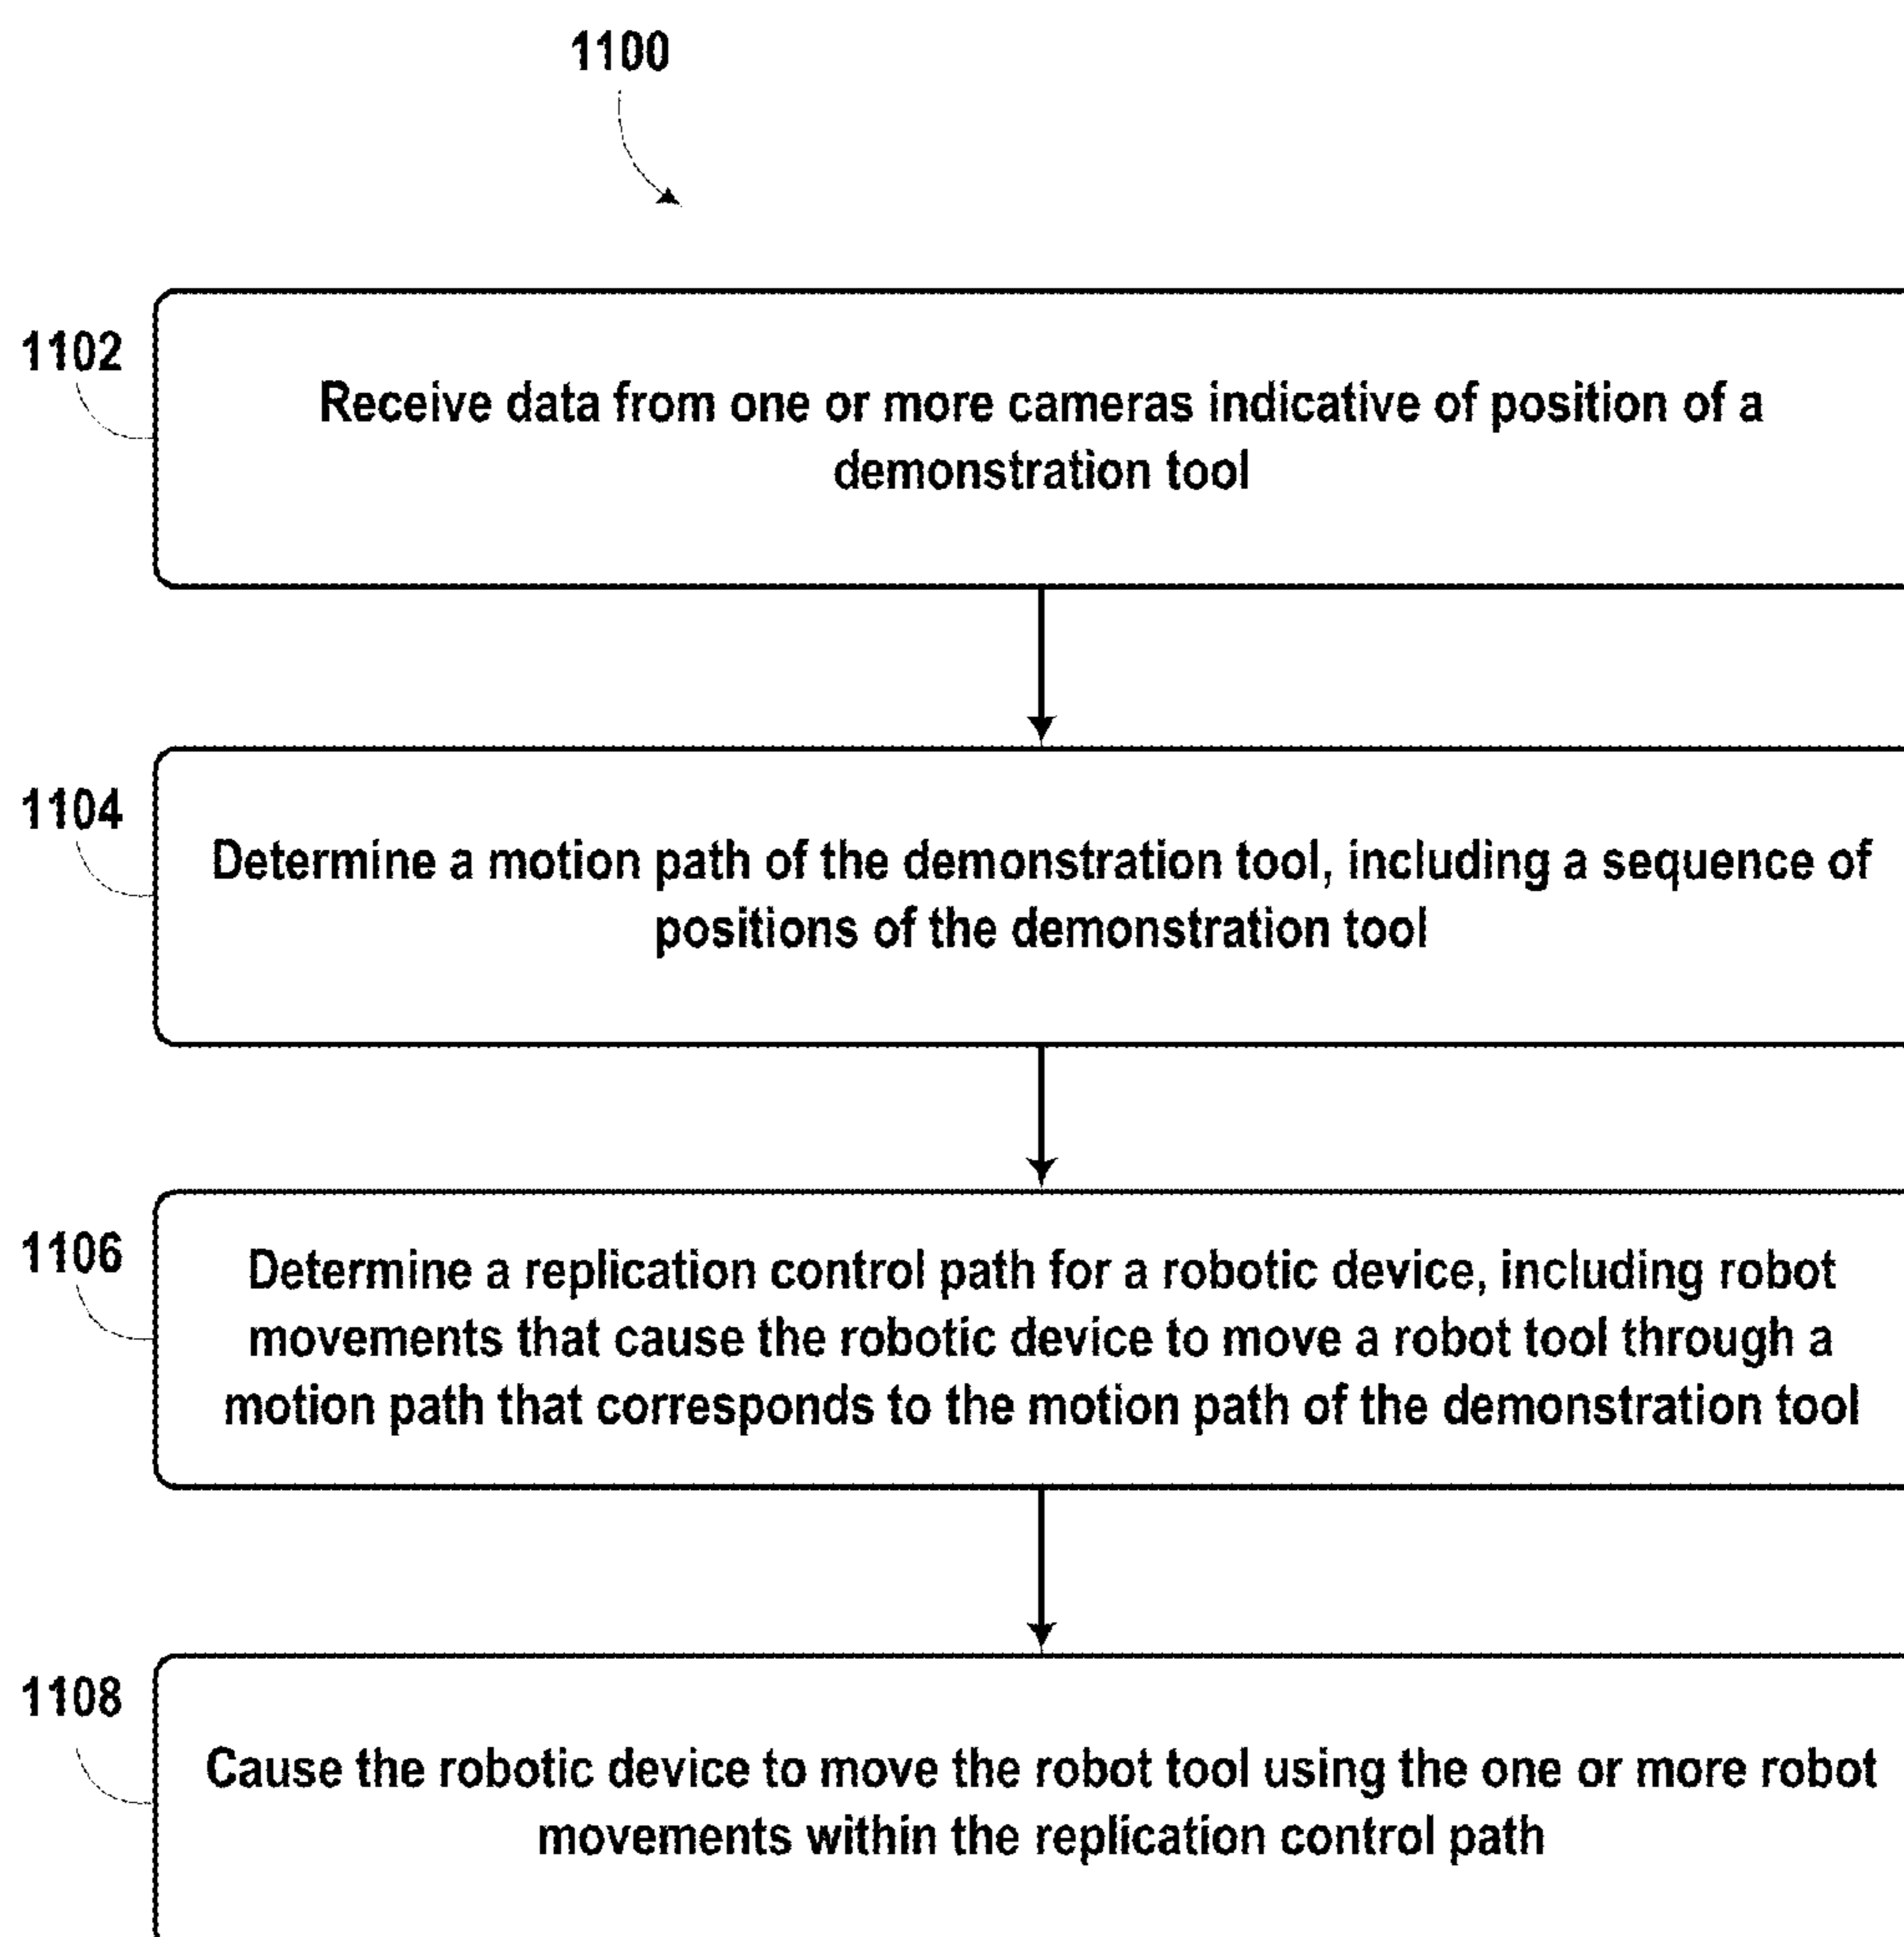 1100
1102
Receive data from one or more cameras indicative of position of a
demonstration tool
1104
Determine a motion path of the demonstration tool, including a sequence of
positions of the demonstration tool
1106
Determine a replication control path for a robotic device, including robot
movements that cause the robotic device to move a robot tool through a
motion path that corresponds to the motion path of the demonstration tool
1108
Cause the robotic device to move the robot tool using the one or more robot
movements within the replication control path